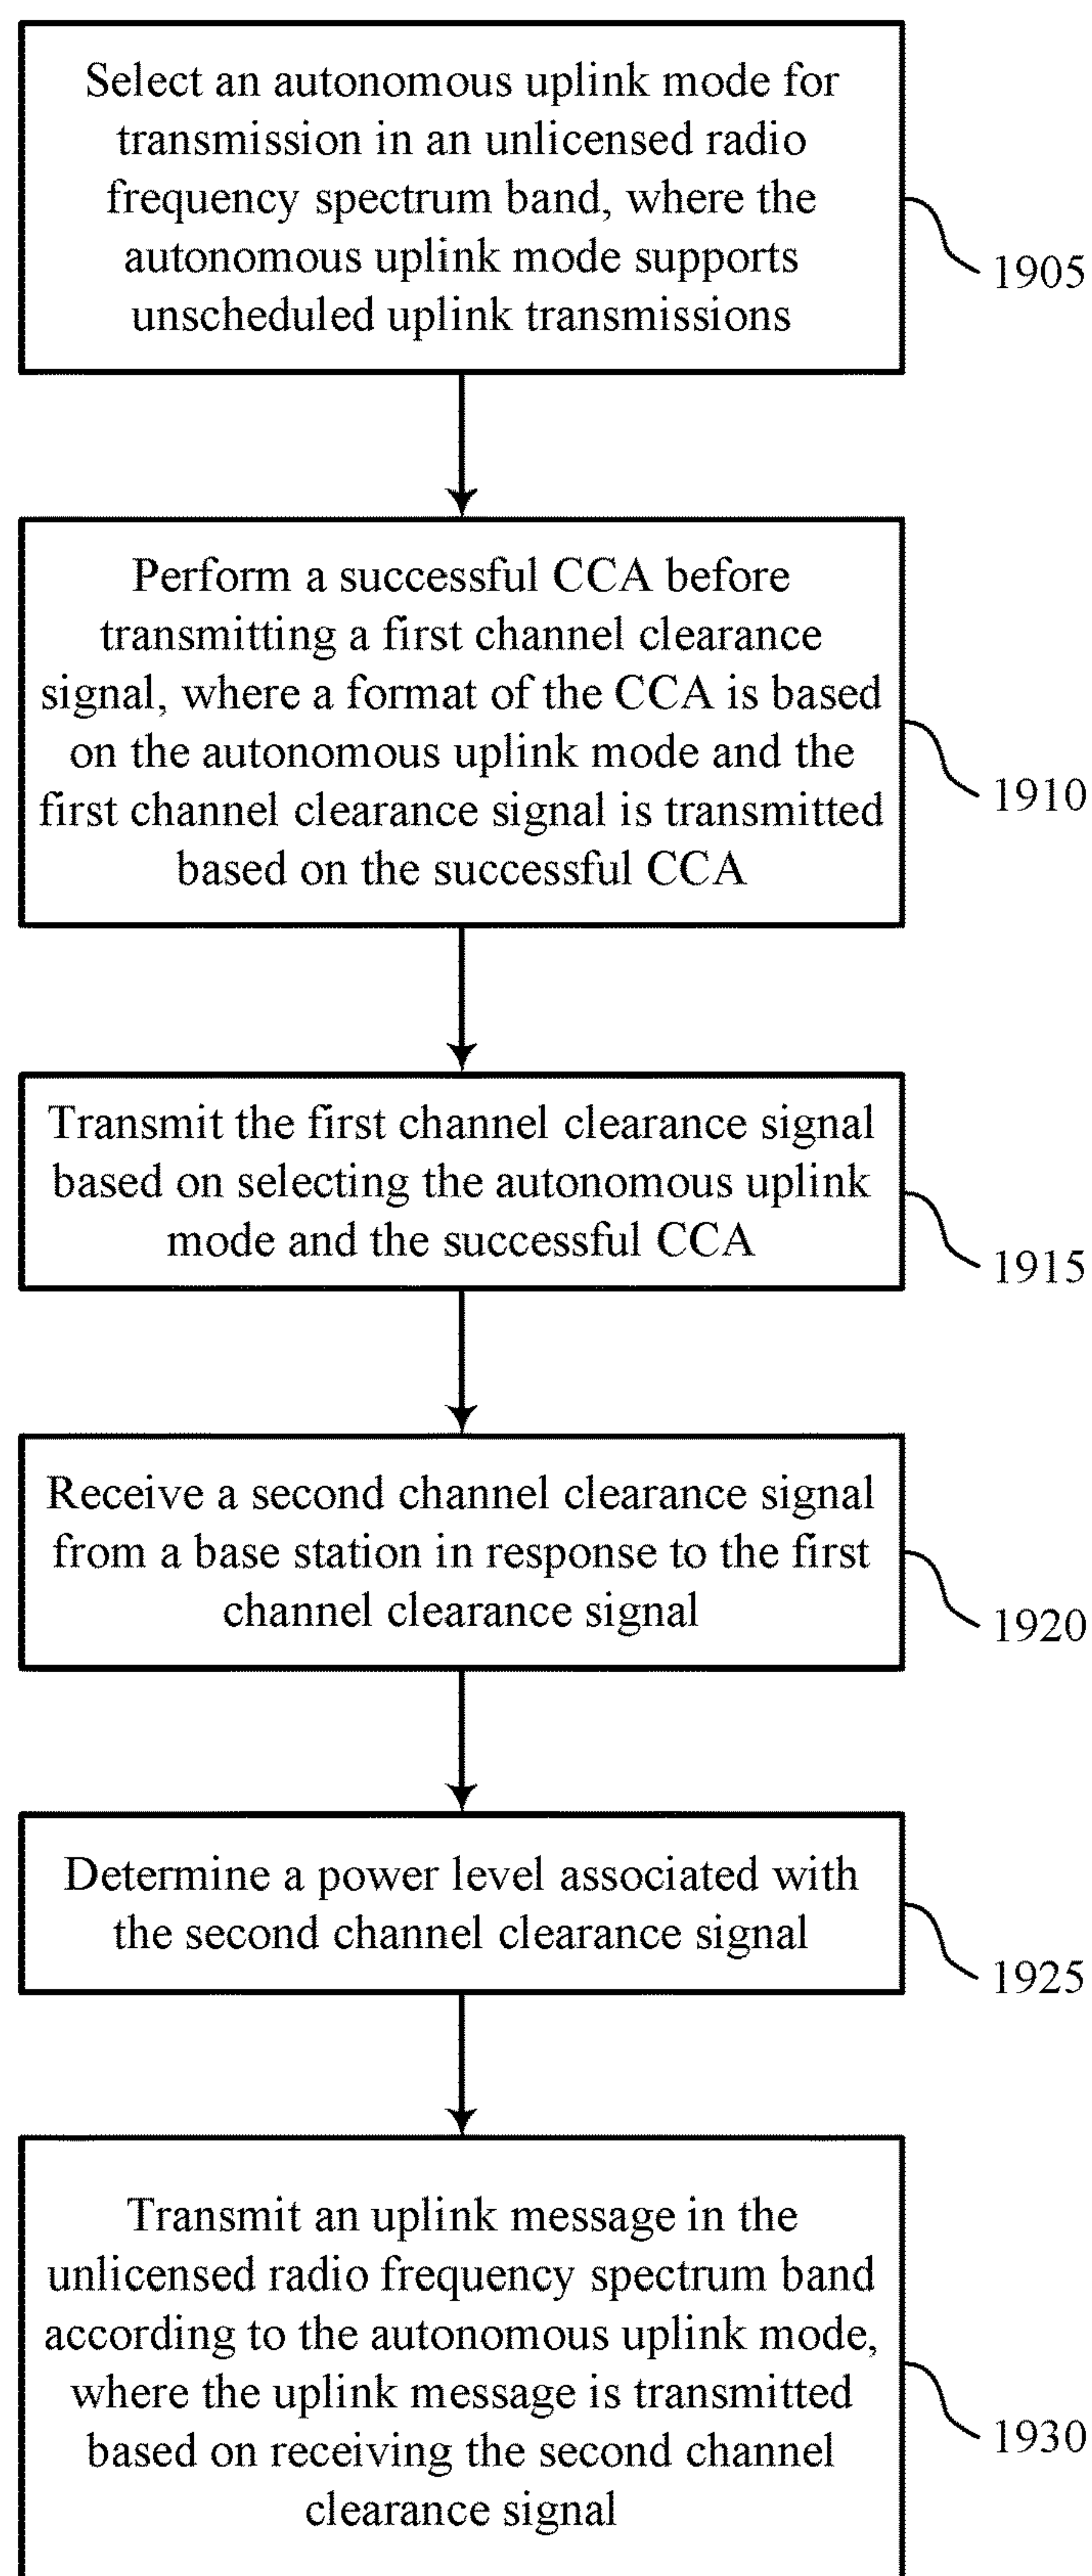 Select an autonomous uplink mode for
transmission in an unlicensed radio
frequency spectrum band, where the
autonomous uplink mode supports
unscheduled uplink transmissions
1905
Perform a successful CCA before
transmitting a first channel clearance
signal, where a format of the CCA is based
on the autonomous uplink mode and the
first channel clearance signal is transmitted
based on the successful CCA
1910
Transmit the first channel clearance signal
based on selecting the autonomous uplink
mode and the successful CCA
1915
Receive a second channel clearance signal
from a base station in response to the first
channel clearance signal
1920
Determine a power level associated with
the second channel clearance signal
1925
Transmit an uplink message in the
unlicensed radio frequency spectrum band
according to the autonomous uplink mode,
where the uplink message is transmitted
based on receiving the second channel
clearance signal
1930